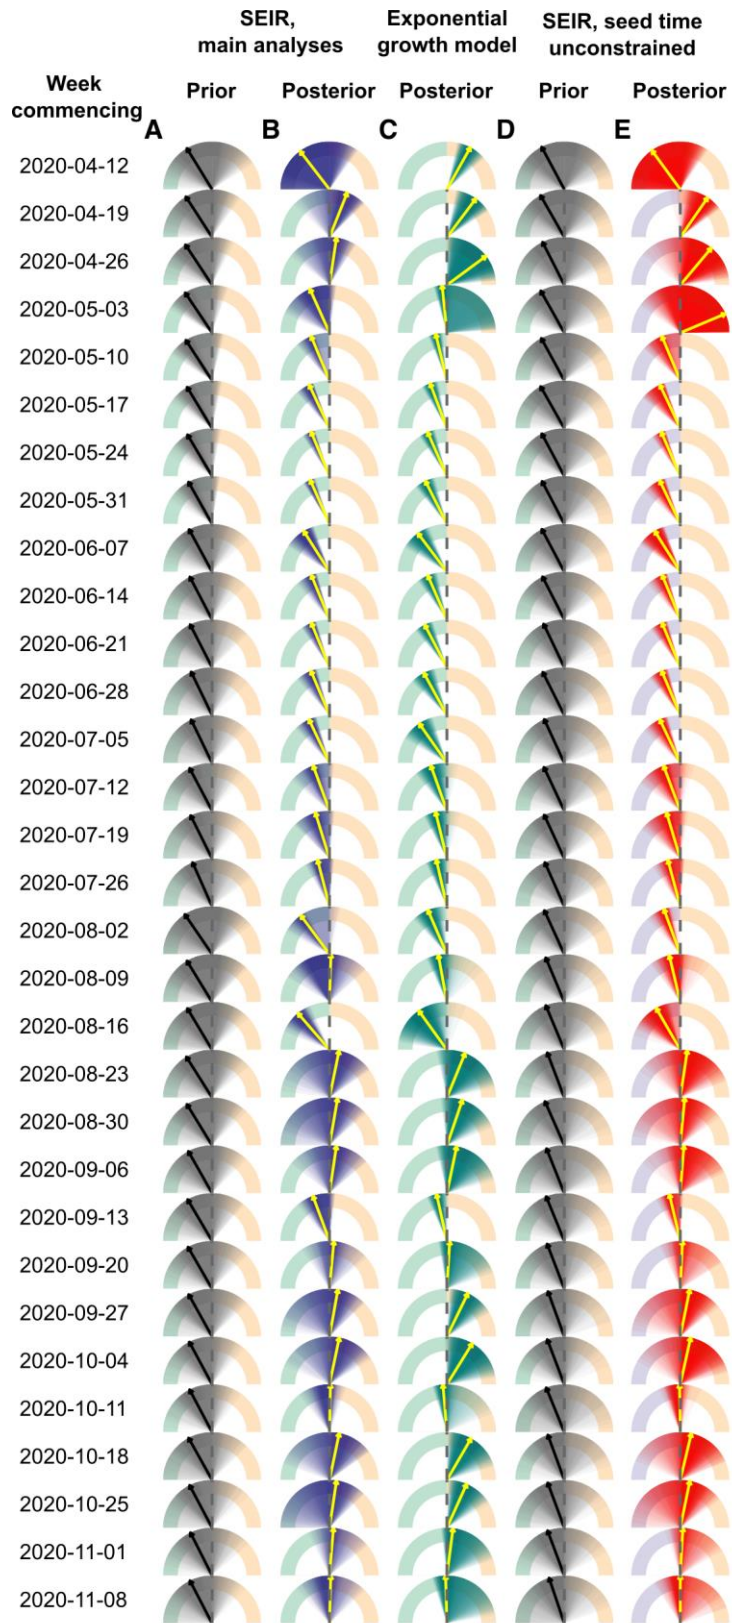 SEIR,
main analyses
Exponential
growth model
SEIR, seed time
unconstrained
Week
commencing
Prior
Posterior
Posterior
Prior
Posterior
A
B
C
D
E
2020-04-12
2020-04-19
2020-04-26
2020-05-03
2020-05-10
2020-05-17
2020-05-24
2020-05-31
2020-06-07
2020-06-14
2020-06-21
2020-06-28
2020-07-05
2020-07-12
2020-07-19
2020-07-26
2020-08-02
2020-08-09
2020-08-16
2020-08-23
2020-08-30
2020-09-06
2020-09-13
2020-09-20
2020-09-27
2020-10-04
2020-10-11
2020-10-18
2020-10-25
2020-11-01
2020-11-08